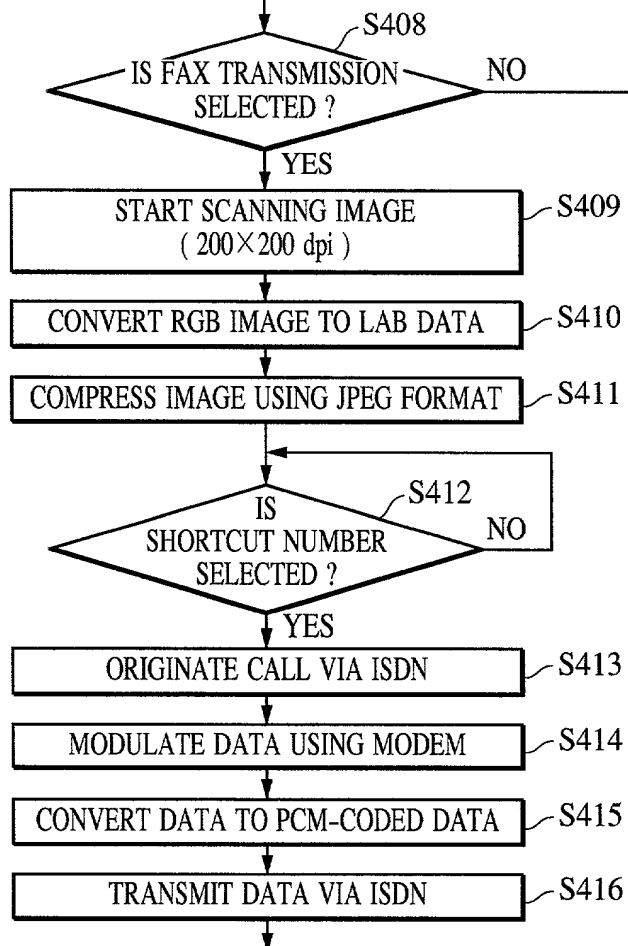 S408
IS FAX TRANSMISSION
SELECTED ?
NO
YES
START SCANNING IMAGE
( 200×200 dpi )
S409
CONVERT RGB IMAGE TO LAB DATA
S410
COMPRESS IMAGE USING JPEG FORMAT
S411
S412
IS
SHORTCUT NUMBER
SELECTED ?
NO
YES
ORIGINATE CALL VIA ISDN
S413
MODULATE DATA USING MODEM
S414
CONVERT DATA TO PCM-CODED DATA
S415
TRANSMIT DATA VIA ISDN
S416